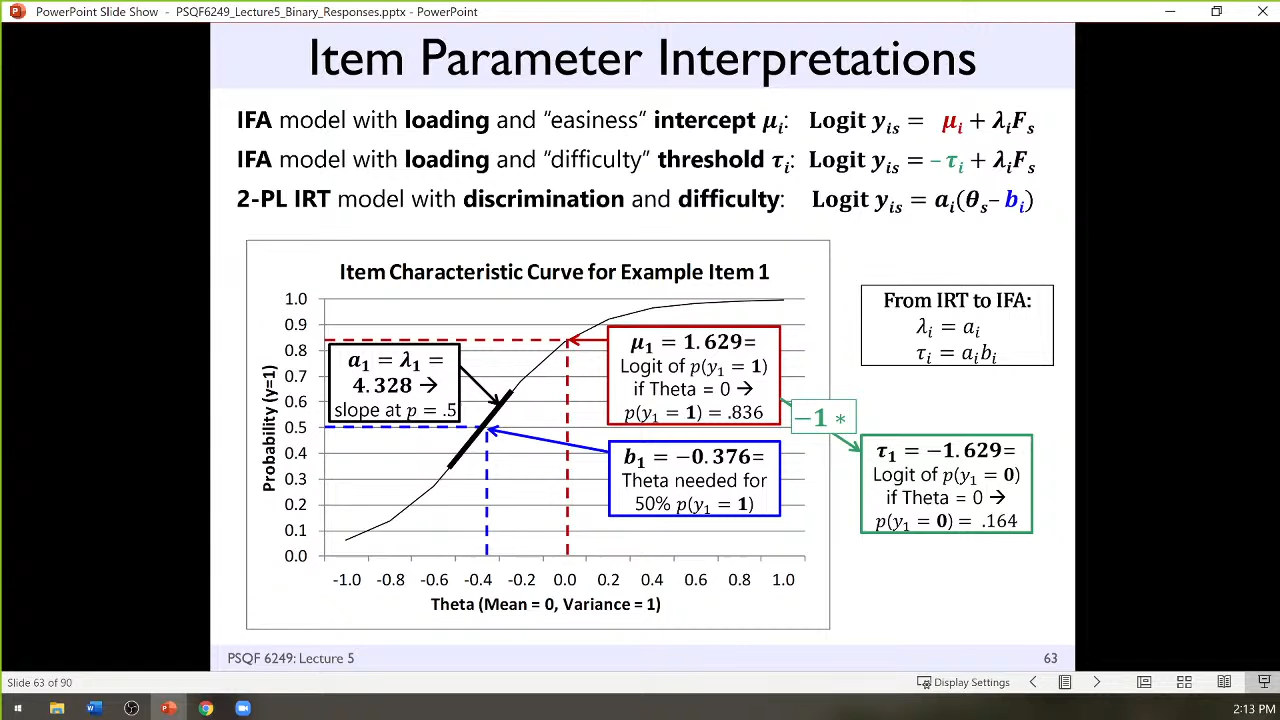 PowerPoint Slide Show - PSQF6249_Lecture5_Binary_Responses.pptx - PowerPoint
Item Parameter Interpretations
IFA model with loading and “easiness” intercept μi: Logit yis = μi + λiFs
IFA model with loading and “difficulty” threshold τi: Logit yis = –τi + λiFs
2-PL IRT model with discrimination and difficulty: Logit yis = ai(θs– bi)
Item Characteristic Curve for Example Item 1
Probability (y=1)
1.0
0.9
0.8
0.7
0.6
0.5
0.4
0.3
0.2
0.1
0.0
a1 = λ1 =
4.328 →
slope at p = .5
μ1 = 1.629=
Logit of p(y1 = 1)
if Theta = 0 →
p(y1 = 1) = .836
b1 = −0.376=
Theta needed for
50% p(y1 = 1)
-1.0 -0.8 -0.6 -0.4 -0.2 0.0 0.2 0.4 0.6 0.8 1.0
Theta (Mean = 0, Variance = 1)
From IRT to IFA:
λi = ai
τi = aibi
−1 ∗
τ1 = −1.629=
Logit of p(y1 = 0)
if Theta = 0 →
p(y1 = 0) = .164
PSQF 6249: Lecture 5
63
Slide 63 of 90
Display Settings
2:13 PM